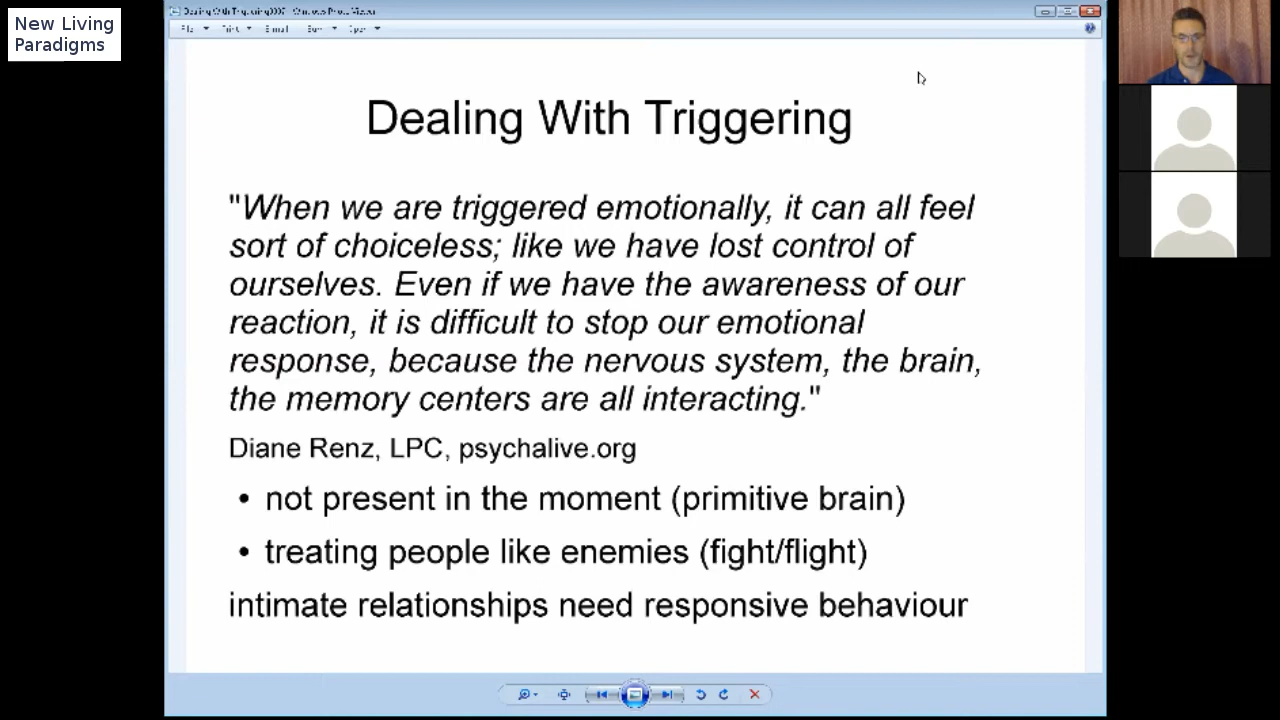 New Living
Paradigms
Dealing With Triggering
"When we are triggered emotionally, it can all feel
sort of choiceless; like we have lost control of
ourselves. Even if we have the awareness of our
reaction, it is difficult to stop our emotional
response, because the nervous system, the brain,
the memory centers are all interacting."
Diane Renz, LPC, psychalive.org
• not present in the moment (primitive brain)
• treating people like enemies (fight/flight)
intimate relationships need responsive behaviour